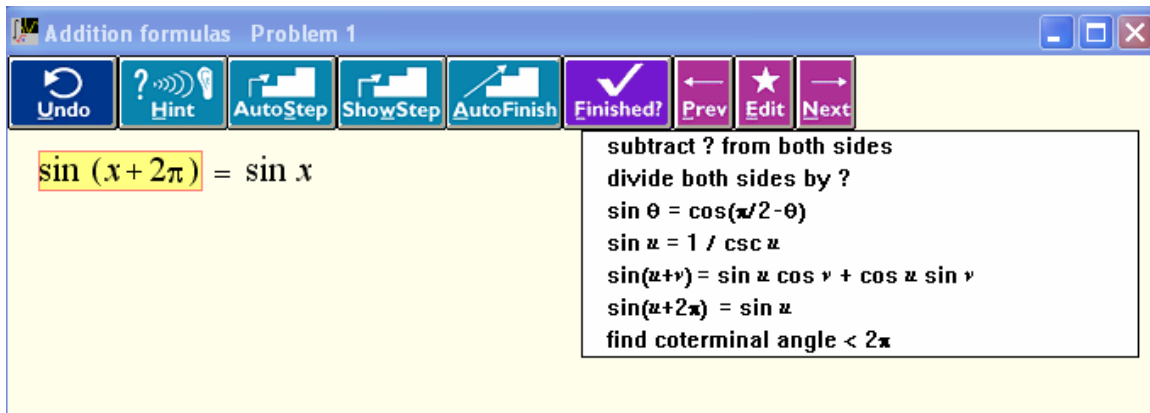 Addition formulas Problem 1
Undo
? Hint
AutoStep
ShowStep
AutoFinish
Finished?
Prev
Edit
Next
sin (x + 2π) = sin x
subtract ? from both sides
divide both sides by ?
sin θ = cos(π/2-θ)
sin u = 1 / csc u
sin(u+v) = sin u cos v + cos u sin v
sin(u+2π) = sin u
find coterminal angle < 2π